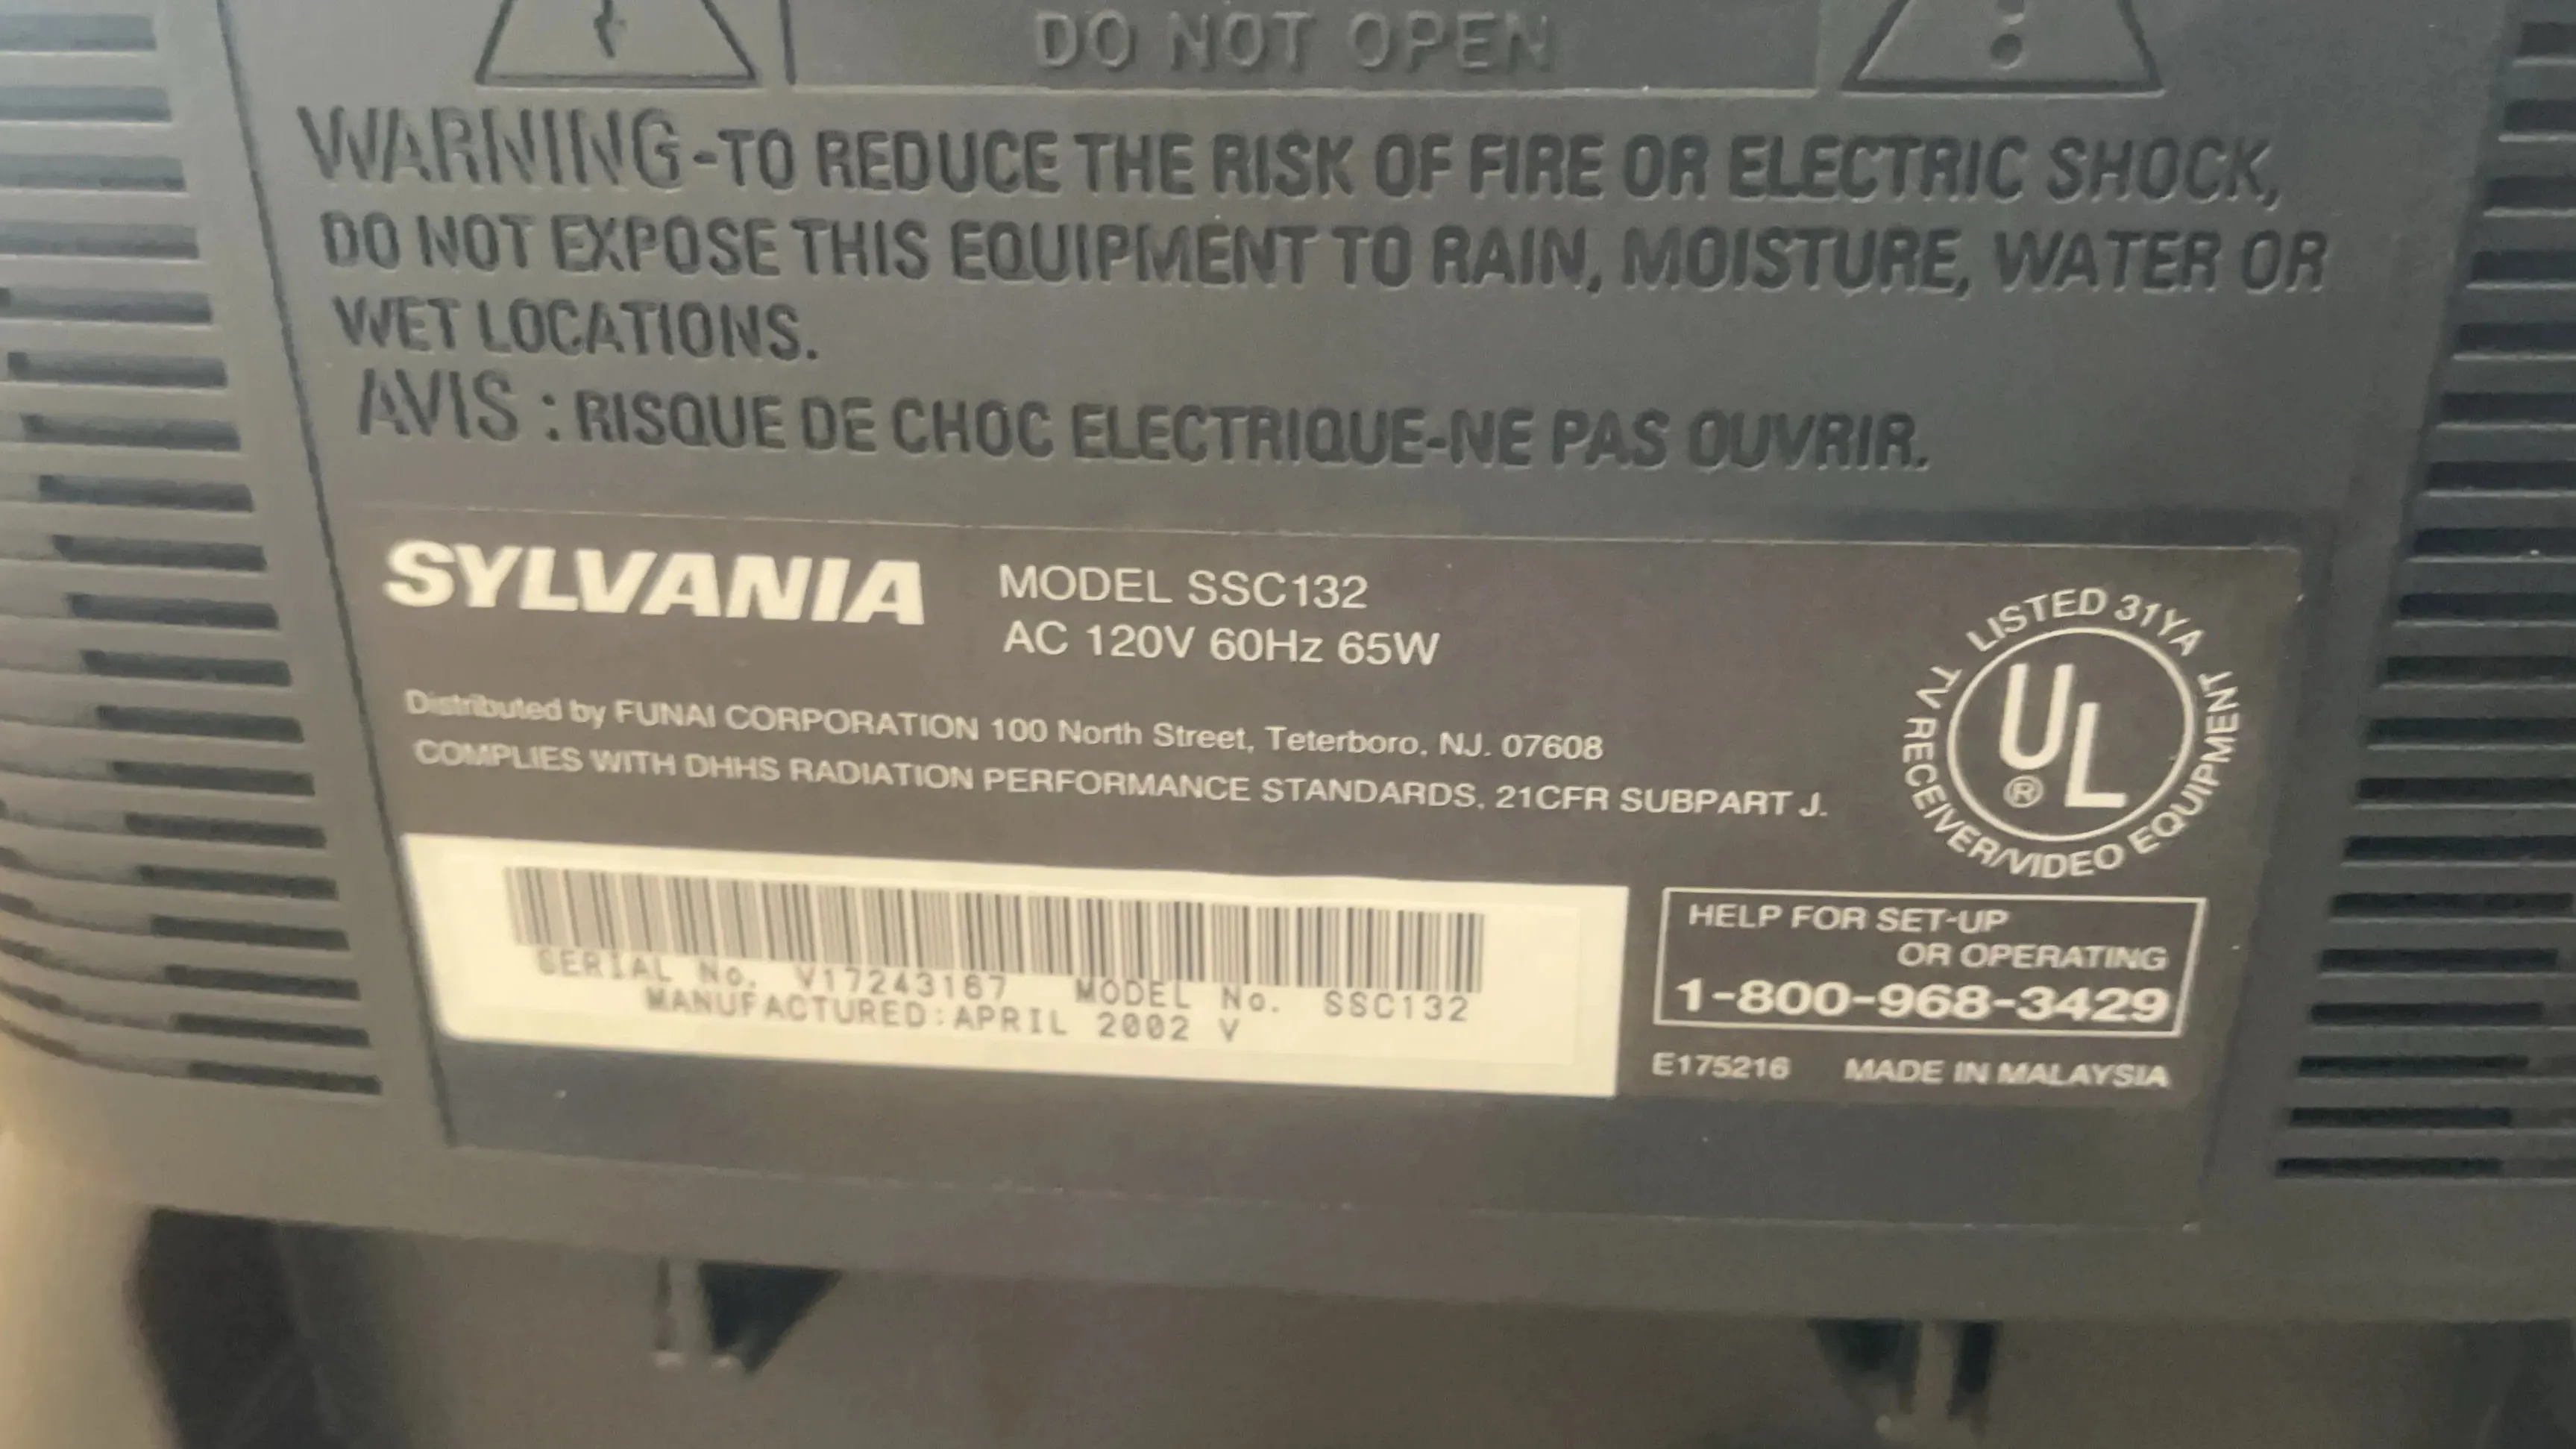 DO NOT OPEN
WARNING-TO REDUCE THE RISK OF FIRE OR ELECTRIC SHOCK,
DO NOT EXPOSE THIS EQUIPMENT TO RAIN, MOISTURE, WATER OR
WET LOCATIONS.
AVIS : RISQUE DE CHOC ELECTRIQUE-NE PAS OUVRIR.
SYLVANIA
MODEL SSC132
AC 120V 60Hz 65W
Distributed by FUNAI CORPORATION 100 North Street, Teterboro, NJ. 07608
COMPLIES WITH DHHS RADIATION PERFORMANCE STANDARDS, 21CFR SUBPART J.
LISTED 31YA
UL®
TV RECEIVER/VIDEO EQUIPMENT
SERIAL No. V17243167 MODEL No. SSC132
MANUFACTURED:APRIL 2002 V
HELP FOR SET-UP
OR OPERATING
1-800-968-3429
E175216 MADE IN MALAYSIA